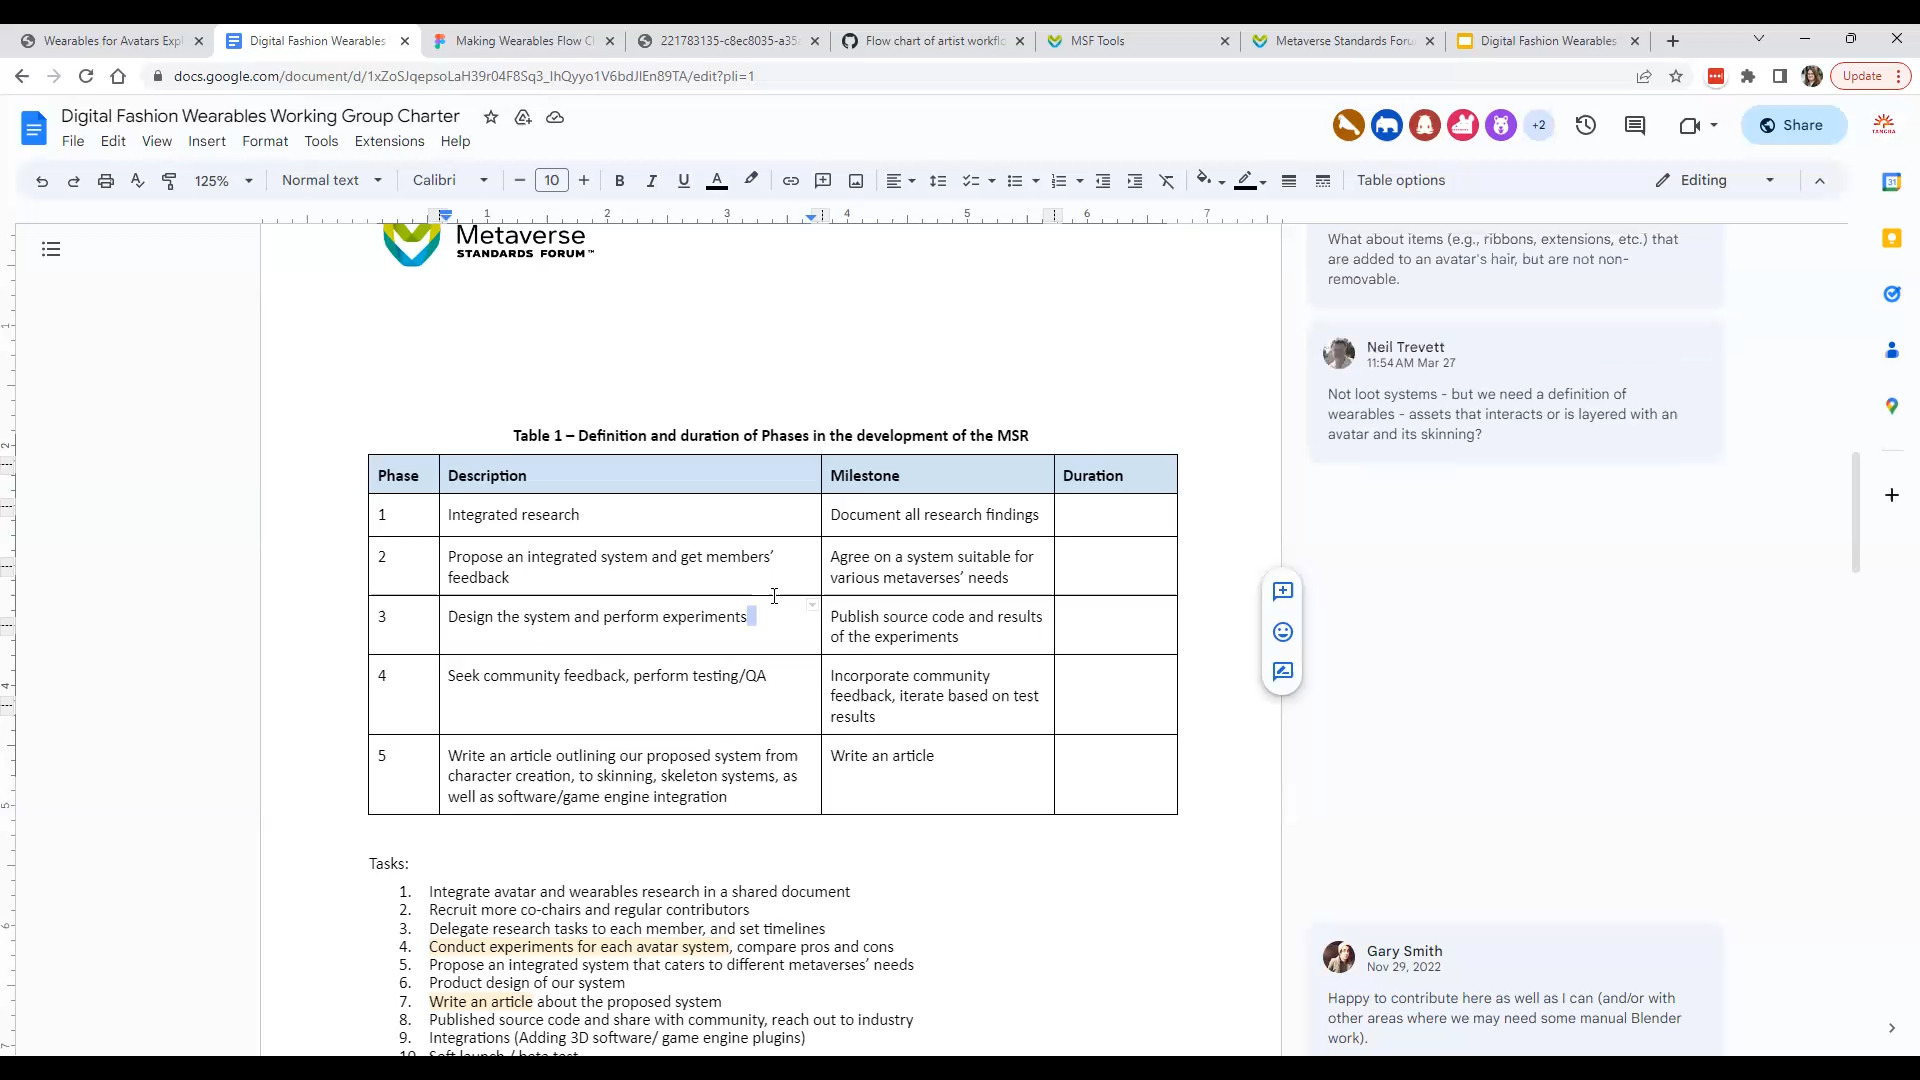 Wearables for Avatars Expl
Digital Fashion Wearables
Making Wearables Flow C
221783135-c8ec8035-a35
Flow chart of artist workflo
MSF Tools
Metaverse Standards Foru
Digital Fashion Wearables
docs.google.com/document/d/1xZoSJqepsoLaH39r04F8Sq3_IhQyyo1V6bdJlEn89TA/edit?pli=1
Update
Digital Fashion Wearables Working Group Charter
File Edit View Insert Format Tools Extensions Help
+2
Share
TANGRA
125% Normal text Calibri 10 B I U A Table options Editing
1 2 3 4 5 6 7
Metaverse
STANDARDS FORUM™
What about items (e.g., ribbons, extensions, etc.) that
are added to an avatar's hair, but are not non-
removable.
Neil Trevett
11:54 AM Mar 27
Not loot systems - but we need a definition of
wearables - assets that interacts or is layered with an
avatar and its skinning?
Table 1 – Definition and duration of Phases in the development of the MSR
Phase Description Milestone Duration
1 Integrated research Document all research findings
2 Propose an integrated system and get members’ Agree on a system suitable for
feedback various metaverses’ needs
3 Design the system and perform experiments Publish source code and results
of the experiments
4 Seek community feedback, perform testing/QA Incorporate community
feedback, iterate based on test
results
5 Write an article outlining our proposed system from Write an article
character creation, to skinning, skeleton systems, as
well as software/game engine integration
Tasks:
1. Integrate avatar and wearables research in a shared document
2. Recruit more co-chairs and regular contributors
3. Delegate research tasks to each member, and set timelines
4. Conduct experiments for each avatar system, compare pros and cons
5. Propose an integrated system that caters to different metaverses’ needs
6. Product design of our system
7. Write an article about the proposed system
8. Published source code and share with community, reach out to industry
9. Integrations (Adding 3D software/ game engine plugins)
10. Soft launch / beta test
Gary Smith
Nov 29, 2022
Happy to contribute here as well as I can (and/or with
other areas where we may need some manual Blender
work).